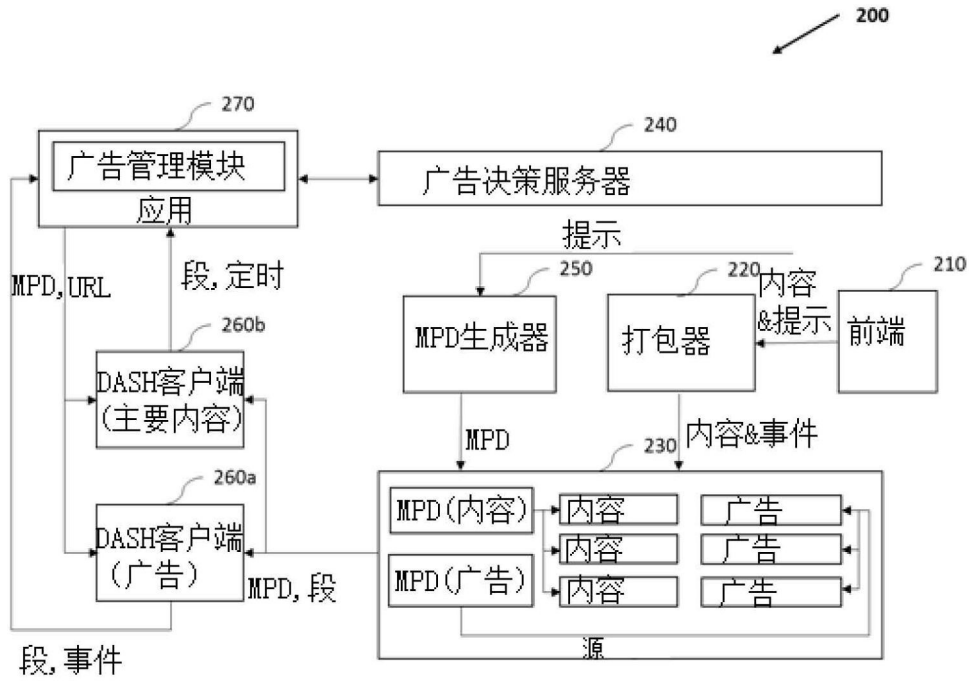 200
270
广告管理模块
应用
240
广告决策服务器
提示
MPD,URL
段,定时
250
220
210
内容
&提示
MPD生成器
打包器
前端
260b
DASH客户端
(主要内容)
MPD
内容&事件
230
260a
DASH客户端
(广告)
MPD,段
MPD(内容)
内容
广告
内容
广告
MPD(广告)
内容
广告
源
段,事件